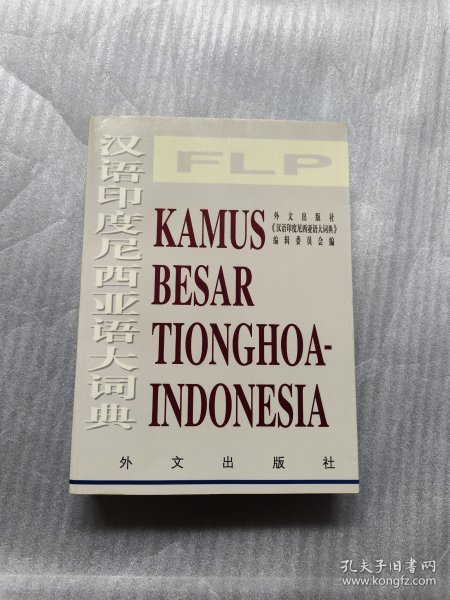 汉语印度尼西亚语大词典
FLP
外文出版社
《汉语印度尼西亚语大词典》
编辑委员会编
KAMUS
BESAR
TIONGHOA-
INDONESIA
外文出版社
孔夫子旧书网
www.kongfz.com